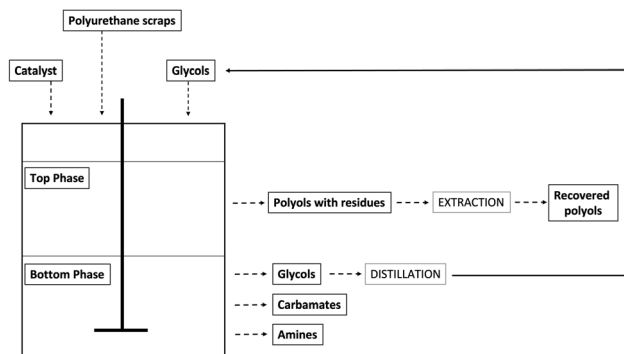 Polyurethane scraps
Catalyst
Glycols
Top Phase
Polyols with residues
EXTRACTION
Recovered
polyols
Bottom Phase
Glycols
DISTILLATION
Carbamates
Amines